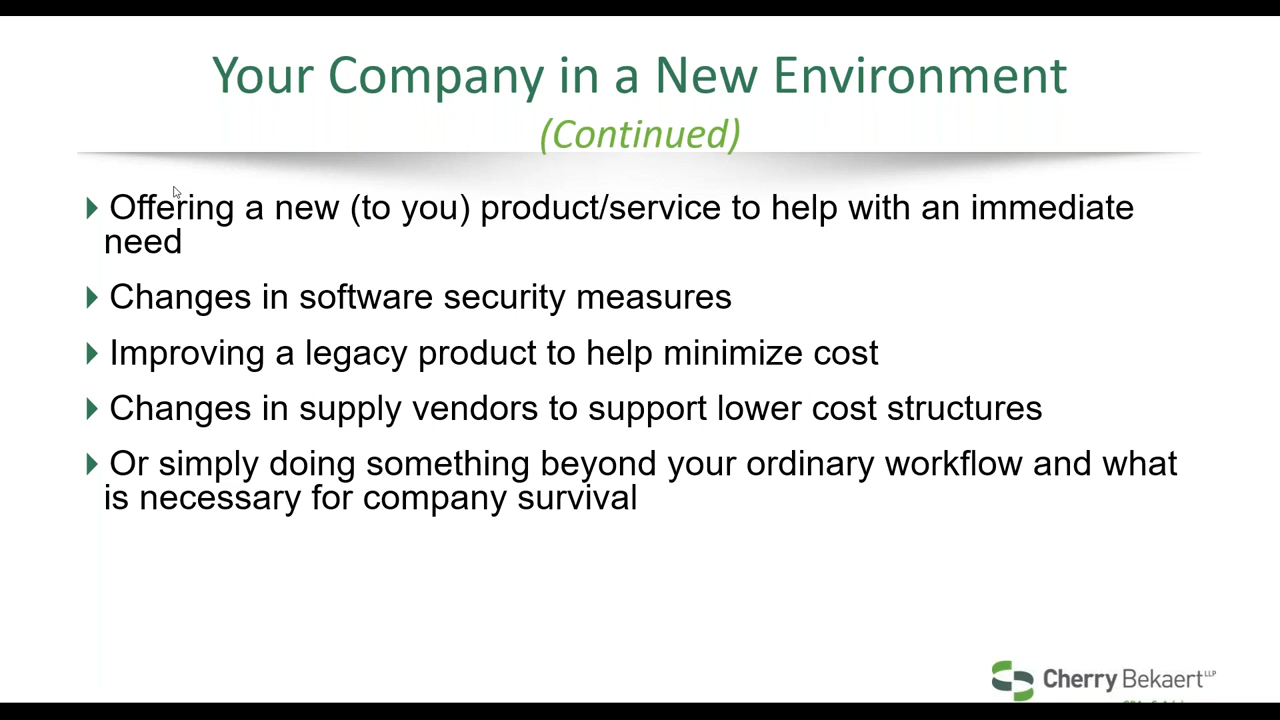 Your Company in a New Environment
(Continued)
Offering a new (to you) product/service to help with an immediate
need
Changes in software security measures
Improving a legacy product to help minimize cost
Changes in supply vendors to support lower cost structures
Or simply doing something beyond your ordinary workflow and what
is necessary for company survival
Cherry Bekaert LLP